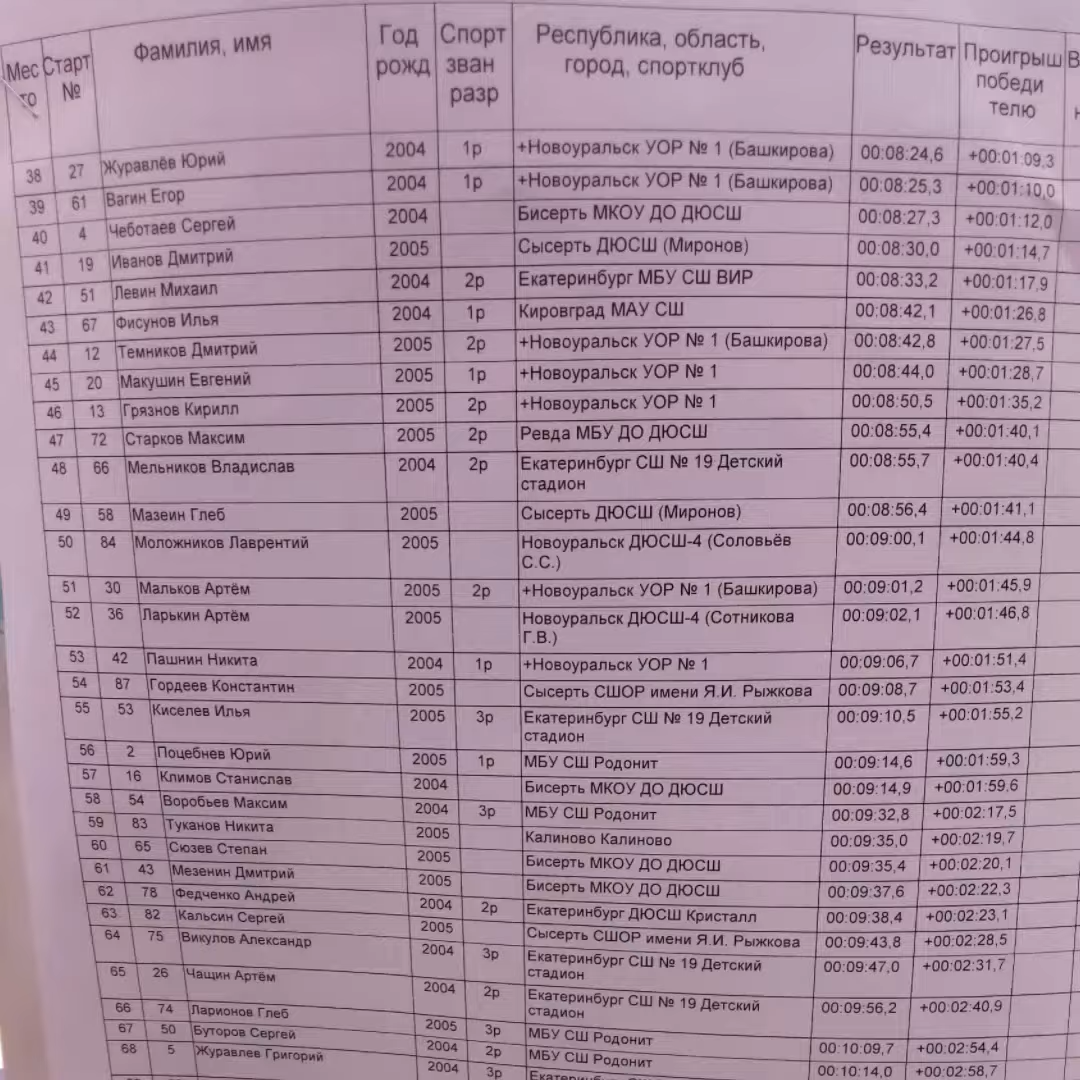 Мес Старт Фамилия, имя Год Спорт Республика, область, Результат Проигрыш
то № рожд зван город, спортклуб победи
разр телю
38 27 Журавлёв Юрий 2004 1р +Новоуральск УОР № 1 (Башкирова) 00:08:24,6 +00:01:09,3
39 61 Вагин Егор 2004 1р +Новоуральск УОР № 1 (Башкирова) 00:08:25,3 +00:01:10,0
40 4 Чеботаев Сергей 2004 Бисерть МКОУ ДО ДЮСШ 00:08:27,3 +00:01:12,0
41 19 Иванов Дмитрий 2005 Сысерть ДЮСШ (Миронов) 00:08:30,0 +00:01:14,7
42 51 Левин Михаил 2004 2р Екатеринбург МБУ СШ ВИР 00:08:33,2 +00:01:17,9
43 67 Фисунов Илья 2004 1р Кировград МАУ СШ 00:08:42,1 +00:01:26,8
44 12 Темников Дмитрий 2005 2р +Новоуральск УОР № 1 (Башкирова) 00:08:42,8 +00:01:27,5
45 20 Макушин Евгений 2005 1р +Новоуральск УОР № 1 00:08:44,0 +00:01:28,7
46 13 Грязнов Кирилл 2005 2р +Новоуральск УОР № 1 00:08:50,5 +00:01:35,2
47 72 Старков Максим 2005 2р Ревда МБУ ДО ДЮСШ 00:08:55,4 +00:01:40,1
48 66 Мельников Владислав 2004 2р Екатеринбург СШ № 19 Детский 00:08:55,7 +00:01:40,4
стадион
49 58 Мазеин Глеб 2005 Сысерть ДЮСШ (Миронов) 00:08:56,4 +00:01:41,1
50 84 Моложников Лаврентий 2005 Новоуральск ДЮСШ-4 (Соловьёв 00:09:00,1 +00:01:44,8
С.С.)
51 30 Мальков Артём 2005 2р +Новоуральск УОР № 1 (Башкирова) 00:09:01,2 +00:01:45,9
52 36 Ларькин Артём 2005 Новоуральск ДЮСШ-4 (Сотникова 00:09:02,1 +00:01:46,8
Г.В.)
53 42 Пашнин Никита 2004 1р +Новоуральск УОР № 1 00:09:06,7 +00:01:51,4
54 87 Гордеев Константин 2005 Сысерть СШОР имени Я.И. Рыжкова 00:09:08,7 +00:01:53,4
55 53 Киселев Илья 2005 3р Екатеринбург СШ № 19 Детский 00:09:10,5 +00:01:55,2
стадион
56 2 Поцебнев Юрий 2005 1р МБУ СШ Родонит 00:09:14,6 +00:01:59,3
57 16 Климов Станислав 2004 Бисерть МКОУ ДО ДЮСШ 00:09:14,9 +00:01:59,6
58 54 Воробьев Максим 2004 3р МБУ СШ Родонит 00:09:32,8 +00:02:17,5
59 83 Туканов Никита 2005 Калиново Калиново 00:09:35,0 +00:02:19,7
60 65 Сюзев Степан 2005 Бисерть МКОУ ДО ДЮСШ 00:09:35,4 +00:02:20,1
61 43 Мезенин Дмитрий 2005 Бисерть МКОУ ДО ДЮСШ 00:09:37,6 +00:02:22,3
62 78 Федченко Андрей 2004 2р Екатеринбург ДЮСШ Кристалл 00:09:38,4 +00:02:23,1
63 82 Кальсин Сергей 2005 Сысерть СШОР имени Я.И. Рыжкова 00:09:43,8 +00:02:28,5
64 75 Викулов Александр 2004 3р Екатеринбург СШ № 19 Детский 00:09:47,0 +00:02:31,7
стадион
65 26 Чащин Артём 2004 2р Екатеринбург СШ № 19 Детский 00:09:56,2 +00:02:40,9
стадион
66 74 Ларионов Глеб 2005 3р МБУ СШ Родонит 00:10:09,7 +00:02:54,4
67 50 Буторов Сергей 2004 2р МБУ СШ Родонит 00:10:14,0 +00:02:58,7
68 5 Журавлев Григорий 2004 3р